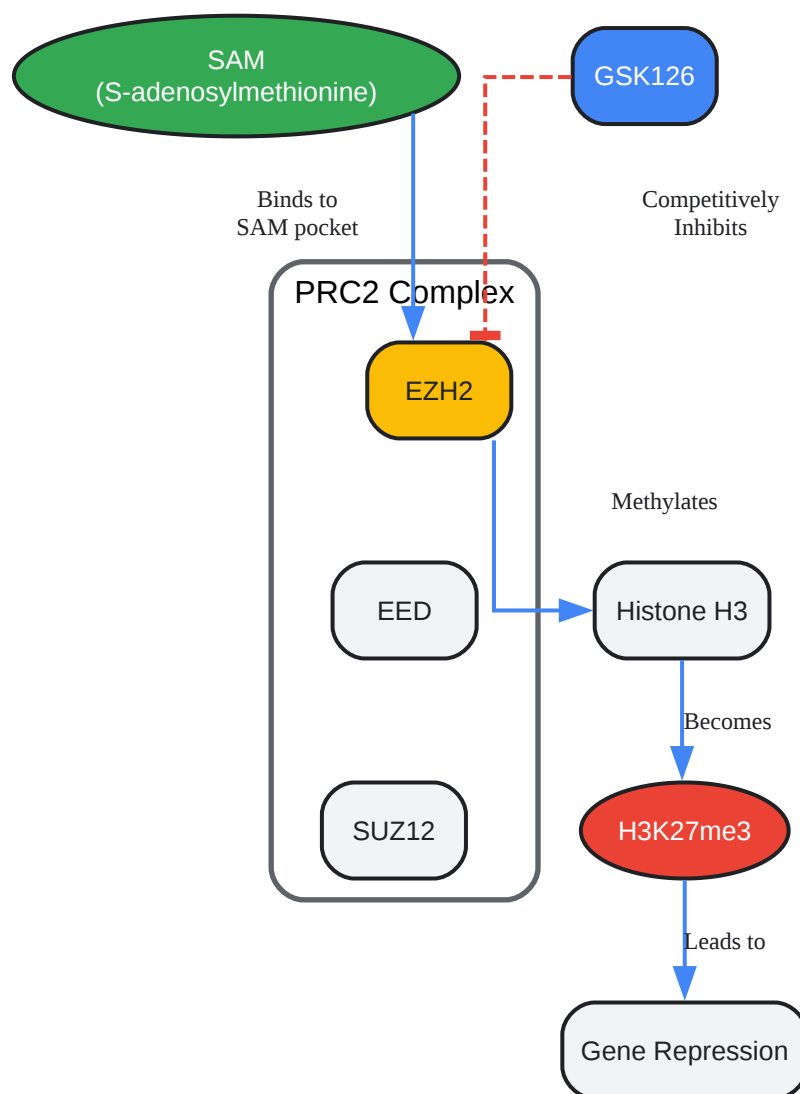 SAM
(S-adenosylmethionine)
GSK126
Binds to
SAM pocket
Competitively
Inhibits
PRC2 Complex
EZH2
Methylates
EED
Histone H3
Becomes
SUZ12
H3K27me3
Leads to
Gene Repression